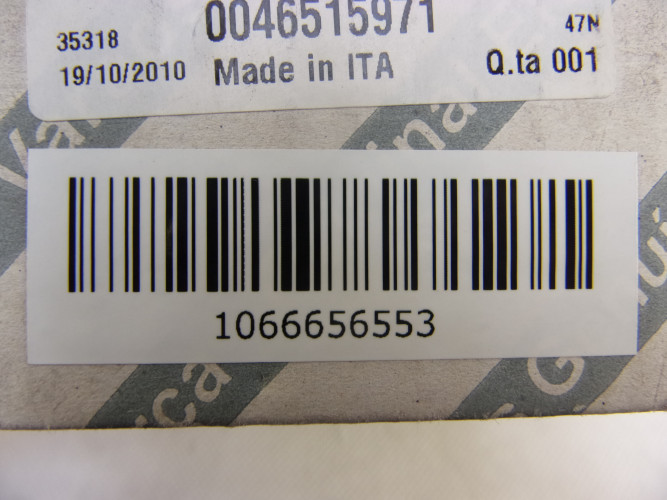 35318
0046515971
47N
19/10/2010
Made in ITA
Q.ta 001
1066656553